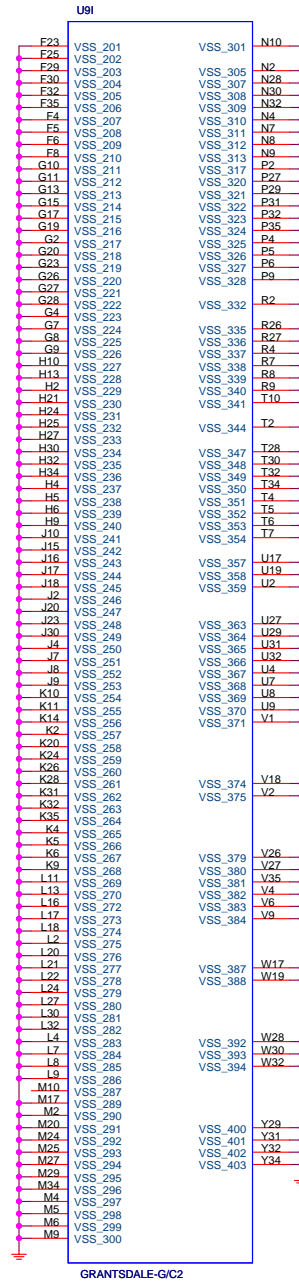 U9I
F23 VSS_201
F25 VSS_202
F29 VSS_203
F30 VSS_204
F32 VSS_205
F35 VSS_206
F4 VSS_207
F5 VSS_208
F6 VSS_209
F8 VSS_210
G10 VSS_211
G11 VSS_212
G13 VSS_213
G15 VSS_214
G17 VSS_215
G19 VSS_216
G2 VSS_217
G20 VSS_218
G23 VSS_219
G26 VSS_220
G27 VSS_221
G28 VSS_222
G4 VSS_223
G7 VSS_224
G8 VSS_225
G9 VSS_226
H10 VSS_227
H13 VSS_228
H2 VSS_229
H21 VSS_230
H24 VSS_231
H25 VSS_232
H27 VSS_233
H30 VSS_234
H32 VSS_235
H34 VSS_236
H4 VSS_237
H5 VSS_238
H6 VSS_239
H9 VSS_240
J10 VSS_241
J15 VSS_242
J16 VSS_243
J17 VSS_244
J18 VSS_245
J2 VSS_246
J20 VSS_247
J23 VSS_248
J30 VSS_249
J4 VSS_250
J7 VSS_251
J8 VSS_252
J9 VSS_253
K10 VSS_254
K11 VSS_255
K14 VSS_256
K2 VSS_257
K20 VSS_258
K24 VSS_259
K26 VSS_260
K28 VSS_261
K31 VSS_262
K32 VSS_263
K35 VSS_264
K4 VSS_265
K5 VSS_266
K6 VSS_267
K9 VSS_268
L11 VSS_269
L13 VSS_270
L16 VSS_272
L17 VSS_273
L18 VSS_274
L2 VSS_275
L20 VSS_276
L21 VSS_277
L22 VSS_278
L24 VSS_279
L27 VSS_280
L30 VSS_281
L32 VSS_282
L4 VSS_283
L7 VSS_284
L8 VSS_285
L9 VSS_286
M10 VSS_287
M17 VSS_289
M2 VSS_290
M20 VSS_291
M24 VSS_292
M25 VSS_293
M27 VSS_294
M29 VSS_295
M34 VSS_296
M4 VSS_297
M5 VSS_298
M6 VSS_299
M9 VSS_300
VSS_301 N10
VSS_305 N2
VSS_307 N28
VSS_308 N30
VSS_309 N32
VSS_310 N4
VSS_311 N7
VSS_312 N8
VSS_313 N9
VSS_317 P2
VSS_320 P27
VSS_321 P29
VSS_322 P31
VSS_323 P32
VSS_324 P35
VSS_325 P4
VSS_326 P5
VSS_327 P6
VSS_328 P9
VSS_332 R2
VSS_335 R26
VSS_336 R27
VSS_337 R4
VSS_338 R7
VSS_339 R8
VSS_340 R9
VSS_341 T10
VSS_344 T2
VSS_347 T28
VSS_348 T30
VSS_349 T32
VSS_350 T34
VSS_351 T4
VSS_352 T5
VSS_353 T6
VSS_354 T7
VSS_357 U17
VSS_358 U19
VSS_359 U2
VSS_363 U27
VSS_364 U29
VSS_365 U31
VSS_366 U32
VSS_367 U4
VSS_368 U7
VSS_369 U8
VSS_370 U9
VSS_371 V1
VSS_374 V18
VSS_375 V2
VSS_379 V26
VSS_380 V27
VSS_381 V35
VSS_382 V4
VSS_383 V6
VSS_384 V9
VSS_387 W17
VSS_388 W19
VSS_392 W28
VSS_393 W30
VSS_394 W32
VSS_400 Y29
VSS_401 Y31
VSS_402 Y32
VSS_403 Y34
GRANTSDALE-G/C2